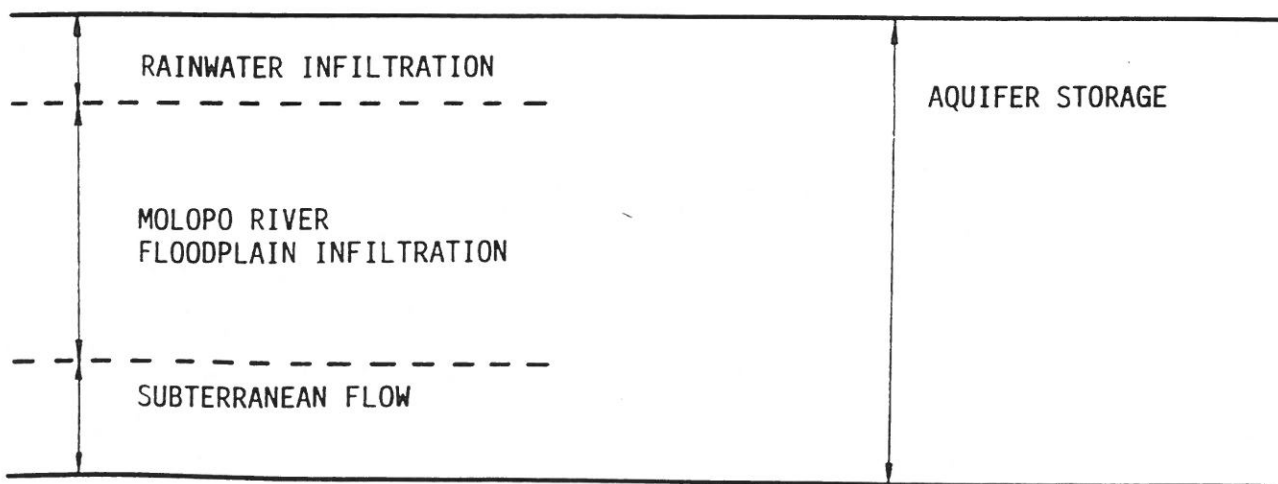 RAINWATER INFILTRATION
AQUIFER STORAGE
MOLOPO RIVER
FLOODPLAIN INFILTRATION
SUBTERRANEAN FLOW